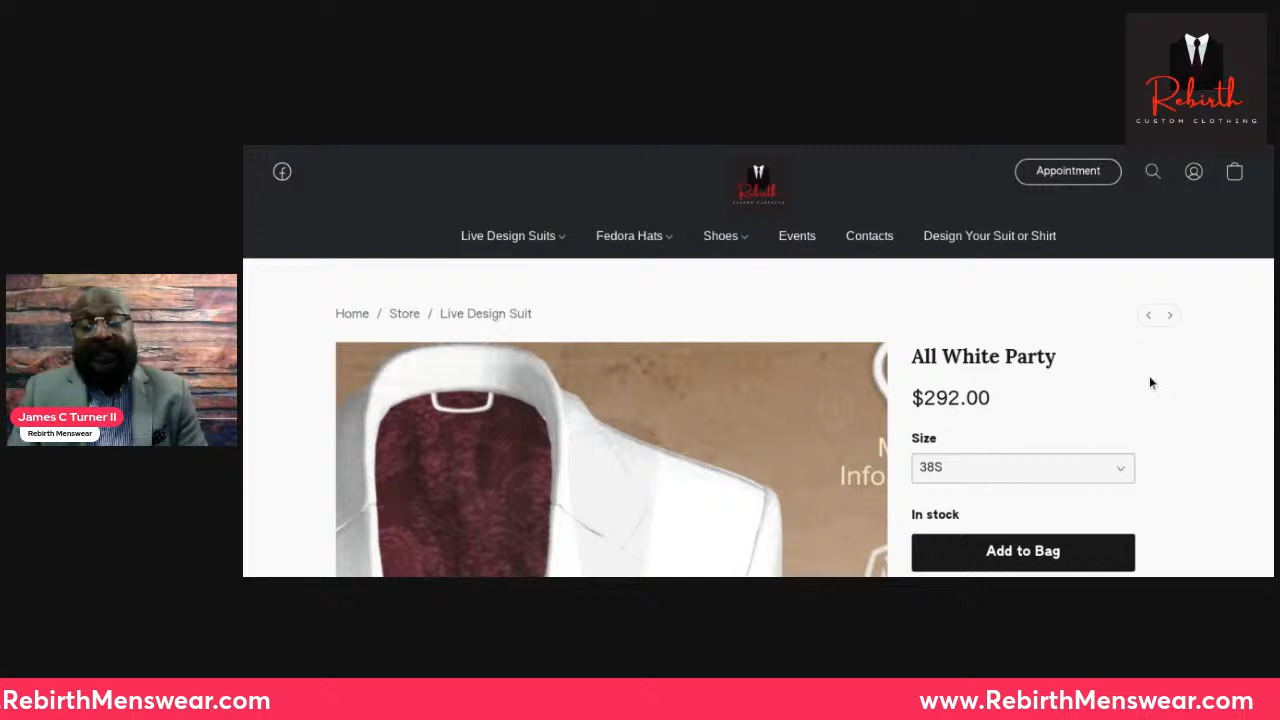 Rebirth
CUSTOM CLOTHING
Rebirth
Appointment
Live Design Suits
Fedora Hats
Shoes
Events
Contacts
Design Your Suit or Shirt
Home / Store / Live Design Suit
All White Party
$292.00
Size
38S
In stock
Add to Bag
Info
James C Turner II
Rebirth Menswear
.RebirthMenswear.com
www.RebirthMenswear.com